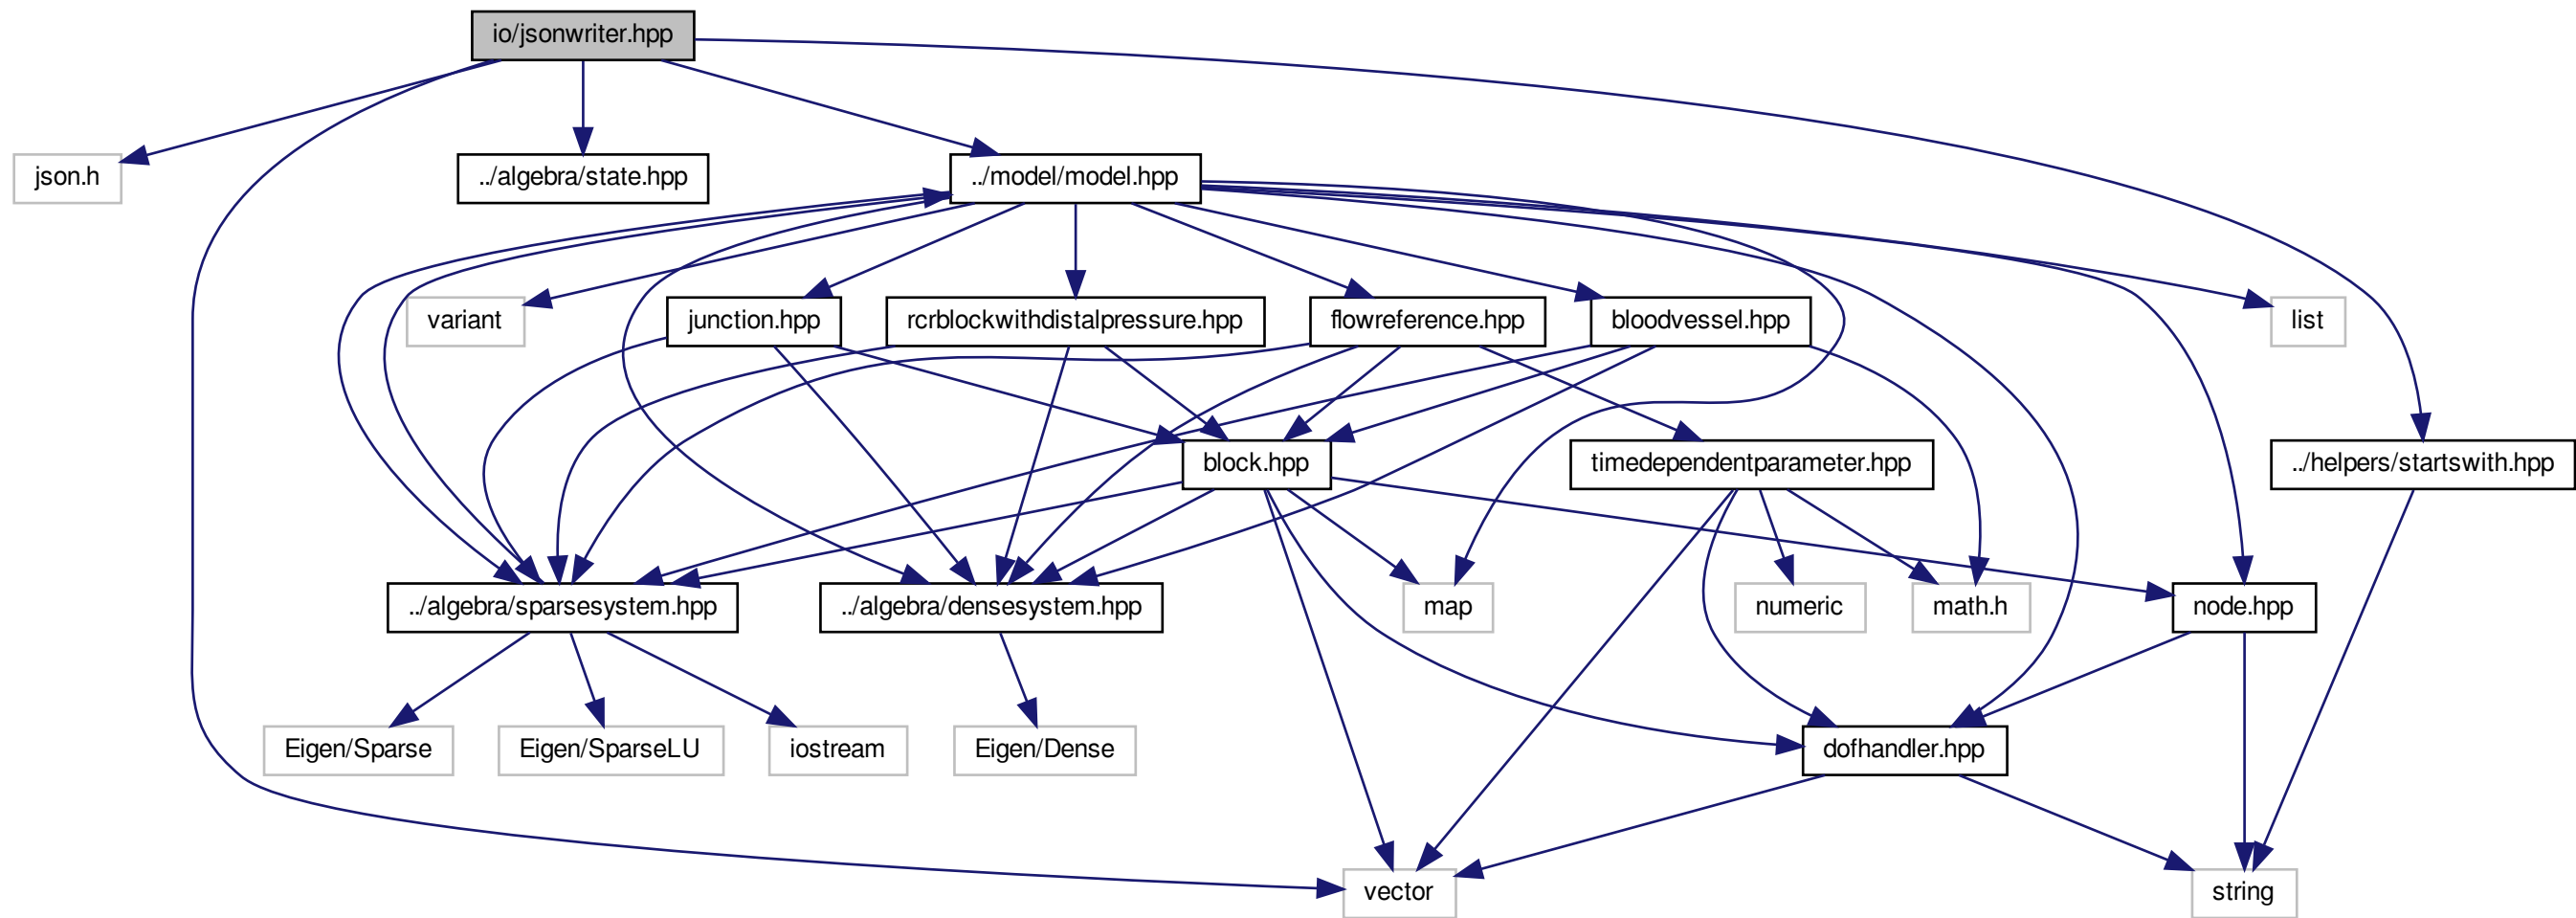 io/jsonwriter.hpp
json.h
../algebra/state.hpp
../model/model.hpp
variant
junction.hpp
rcrblockwithdistalpressure.hpp
flowreference.hpp
bloodvessel.hpp
list
block.hpp
timedependentparameter.hpp
../helpers/startswith.hpp
../algebra/sparsesystem.hpp
../algebra/densesystem.hpp
map
numeric
math.h
node.hpp
Eigen/Sparse
Eigen/SparseLU
iostream
Eigen/Dense
dofhandler.hpp
vector
string